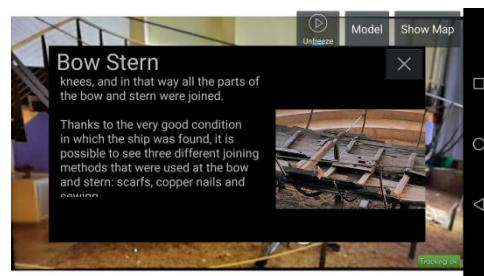 Unfreeze
Model
Show Map
Bow Stern
knees, and in that way all the parts of
the bow and stern were joined.
Thanks to the very good condition
in which the ship was found, it is
possible to see three different joining
methods that were used at the bow
and stern: scarfs, copper nails and
sewing
Tracking ok